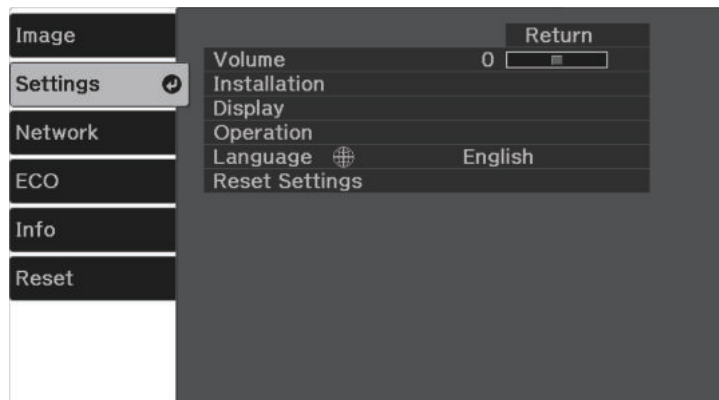 Image
Settings
Network
ECO
Info
Reset
Return
Volume 0
Installation
Display
Operation
Language English
Reset Settings